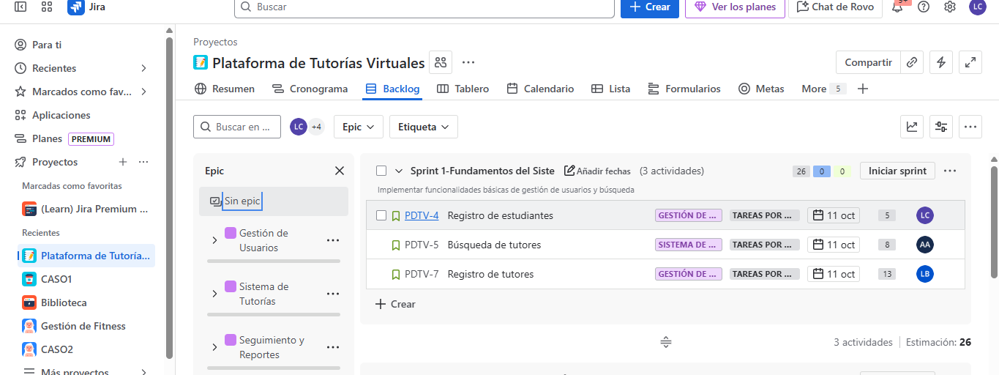 Jira
Buscar
Crear
Ver los planes
Chat de Rovo
9+
LC
Para ti
Recientes
Marcados como fav...
Aplicaciones
Planes PREMIUM
Proyectos
Marcadas como favoritas
(Learn) Jira Premium ...
Recientes
Plataforma de Tutoría...
CASO1
Biblioteca
Gestión de Fitness
CASO2
Más proyectos
Proyectos
Plataforma de Tutorías Virtuales
Compartir
Resumen Cronograma Backlog Tablero Calendario Lista Formularios Metas More 5
Buscar en ... LC +4 Epic Etiqueta
Epic
Sin epic
Gestión de
Usuarios
Sistema de
Tutorías
Seguimiento y
Reportes
Sprint 1-Fundamentos del Siste Añadir fechas (3 actividades) 26 0 0 Iniciar sprint
Implementar funcionalidades básicas de gestión de usuarios y búsqueda
PDTV-4 Registro de estudiantes GESTIÓN DE ... TAREAS POR ... 11 oct 5 LC
PDTV-5 Búsqueda de tutores SISTEMA DE ... TAREAS POR ... 11 oct 8 AA
PDTV-7 Registro de tutores GESTIÓN DE ... TAREAS POR ... 11 oct 13 LB
Crear
3 actividades Estimación: 26